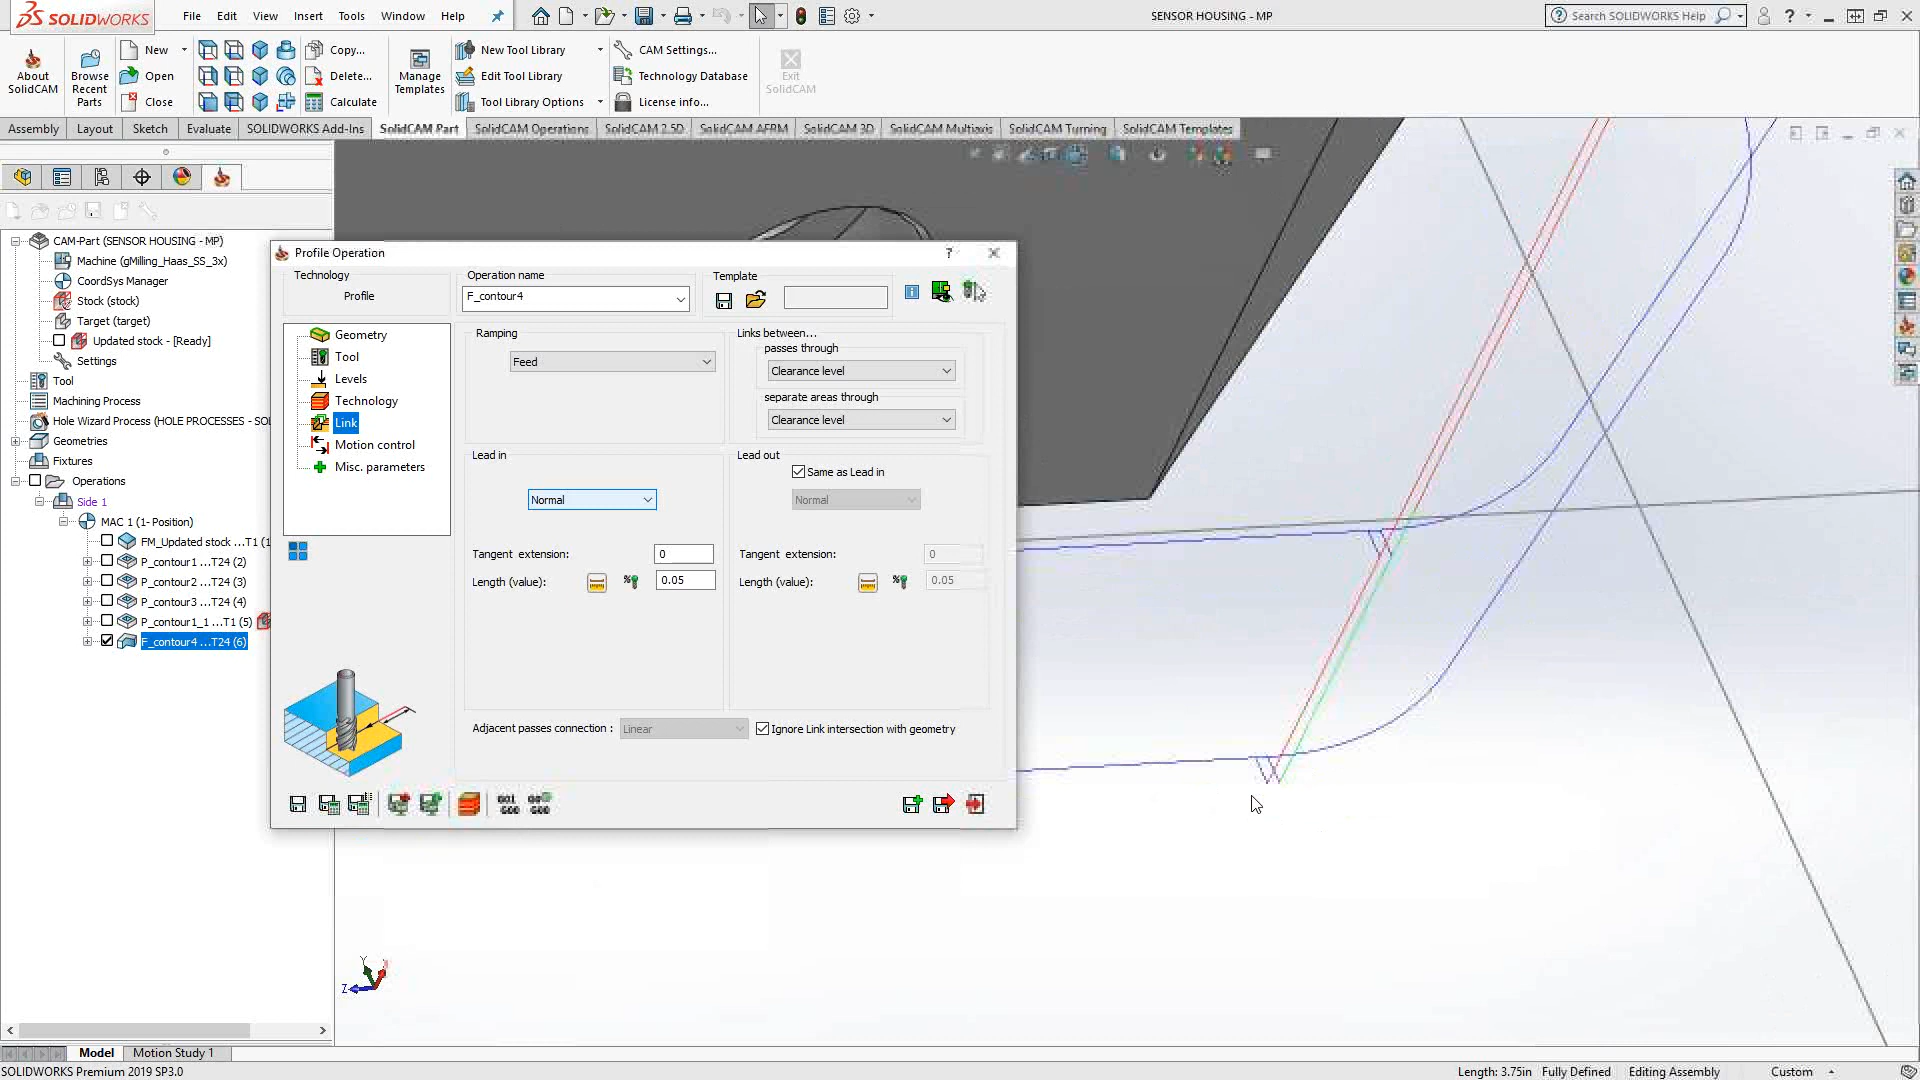 SOLIDWORKS
File Edit View Insert Tools Window Help
SENSOR HOUSING - MP
Search SOLIDWORKS Help
About SolidCAM
Browse Recent Parts
New
Open
Close
Copy...
Delete...
Calculate
Manage Templates
New Tool Library
Edit Tool Library
Tool Library Options
CAM Settings...
Technology Database
License info...
Exit SolidCAM
Assembly Layout Sketch Evaluate SOLIDWORKS Add-Ins SolidCAM Part SolidCAM Operations SolidCAM 2.5D SolidCAM AFRM SolidCAM 3D SolidCAM Multiaxis SolidCAM Turning SolidCAM Templates
CAM-Part (SENSOR HOUSING - MP)
Machine (gMilling_Haas_SS_3x)
CoordSys Manager
Stock (stock)
Target (target)
Updated stock - [Ready]
Settings
Tool
Machining Process
Hole Wizard Process (HOLE PROCESSES - SOL
Geometries
Fixtures
Operations
Side 1
MAC 1 (1- Position)
FM_Updated stock ...T1 (1
P_contour1 ...T24 (2)
P_contour2 ...T24 (3)
P_contour3 ...T24 (4)
P_contour1_1 ...T1 (5)
F_contour4 ...T24 (6)
Profile Operation
?
Technology
Profile
Operation name
F_contour4
Template
Geometry
Tool
Levels
Technology
Link
Motion control
Misc. parameters
Ramping
Feed
Links between...
passes through
Clearance level
separate areas through
Clearance level
Lead in
Normal
Tangent extension: 0
Length (value): 0.05
Lead out
Same as Lead in
Normal
Tangent extension: 0
Length (value): 0.05
Adjacent passes connection : Linear
Ignore Link intersection with geometry
Y
Z
Model Motion Study 1
SOLIDWORKS Premium 2019 SP3.0
Length: 3.75in Fully Defined Editing Assembly Custom